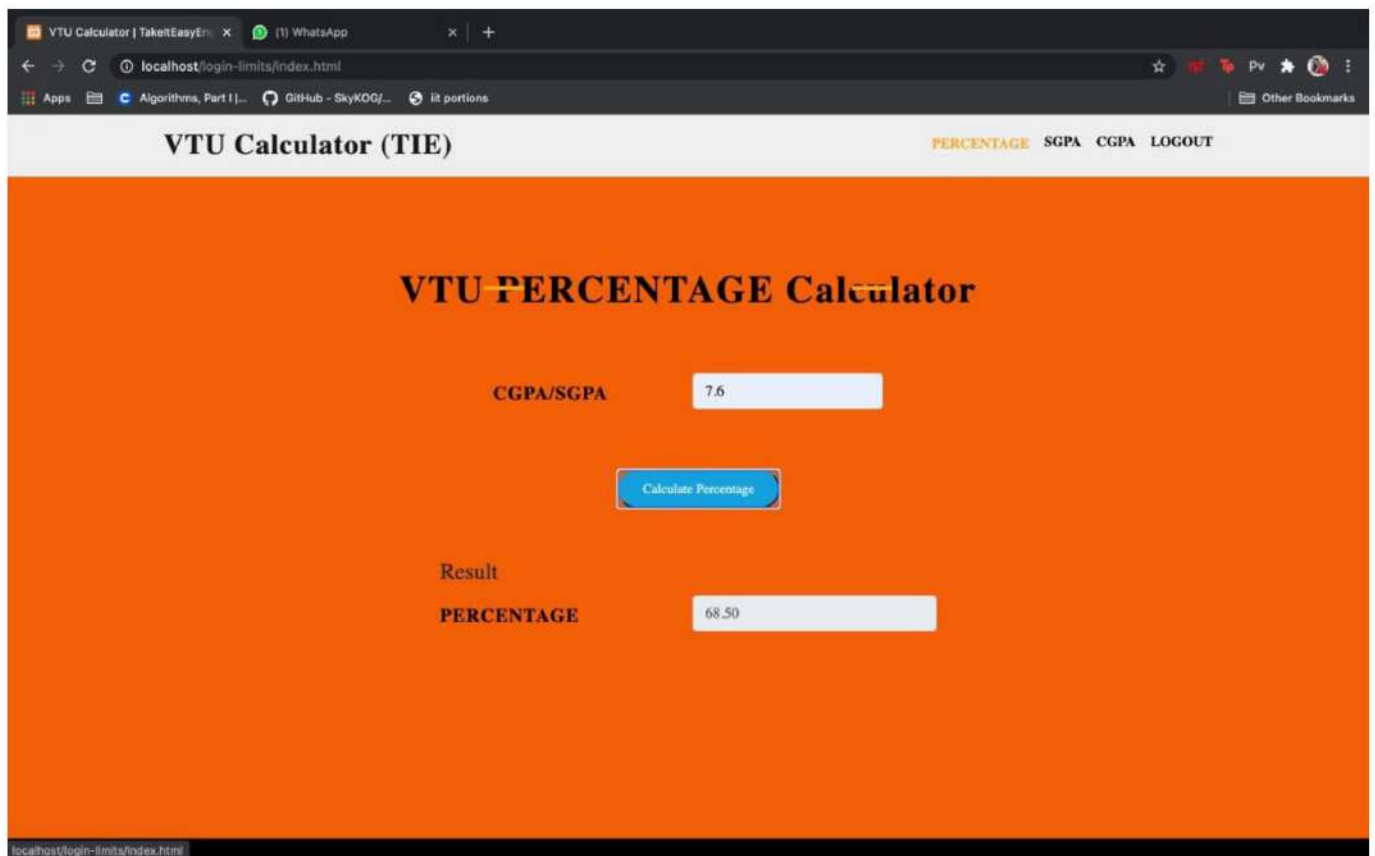 VTU Calculator | TakeItEasyEn
(1) WhatsApp
localhost/login-limits/index.html
Pv
Apps
Algorithms, Part I |...
GitHub - SkyKOG/...
iit portions
Other Bookmarks
VTU Calculator (TIE)
PERCENTAGE SGPA CGPA LOGOUT
VTU PERCENTAGE Calculator
CGPA/SGPA 7.6
Calculate Percentage
Result
PERCENTAGE 68.50
localhost/login-limits/index.html